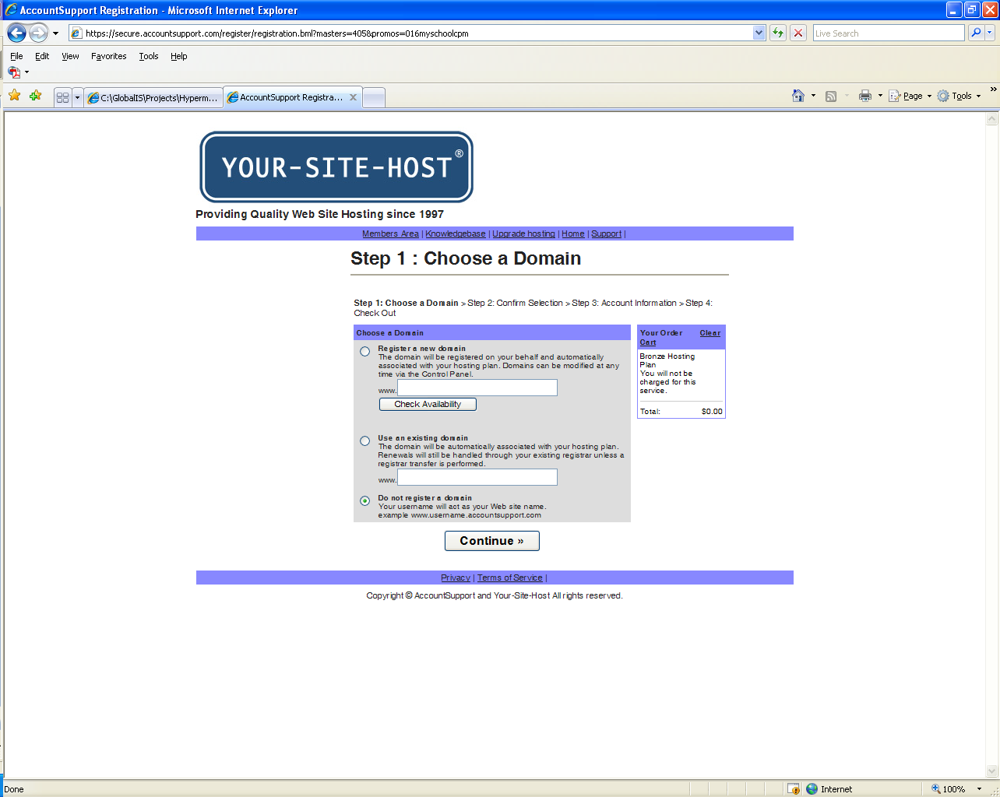 AccountSupport Registration - Microsoft Internet Explorer
https://secure.accountsupport.com/register/registration.bml?masters=405&promos=016myschoolcpm
Live Search
File Edit View Favorites Tools Help
C:\GlobalIS\Projects\Hyperm...
AccountSupport Registra...
Page
Tools
YOUR-SITE-HOST®
Providing Quality Web Site Hosting since 1997
Members Area | Knowledgebase | Upgrade hosting | Home | Support |
Step 1 : Choose a Domain
Step 1: Choose a Domain > Step 2: Confirm Selection > Step 3: Account Information > Step 4:
Check Out
Choose a Domain
Register a new domain
The domain will be registered on your behalf and automatically
associated with your hosting plan. Domains can be modified at any
time via the Control Panel.
www.
Check Availability
Use an existing domain
The domain will be automatically associated with your hosting plan.
Renewals will still be handled through your existing registrar unless a
registrar transfer is performed.
www.
Do not register a domain
Your username will act as your Web site name.
example www.username.accountsupport.com
Your Order Clear
Cart
Bronze Hosting
Plan
You will not be
charged for this
service.
Total: $0.00
Continue »
Privacy | Terms of Service |
Copyright © AccountSupport and Your-Site-Host All rights reserved.
Done
Internet
100%